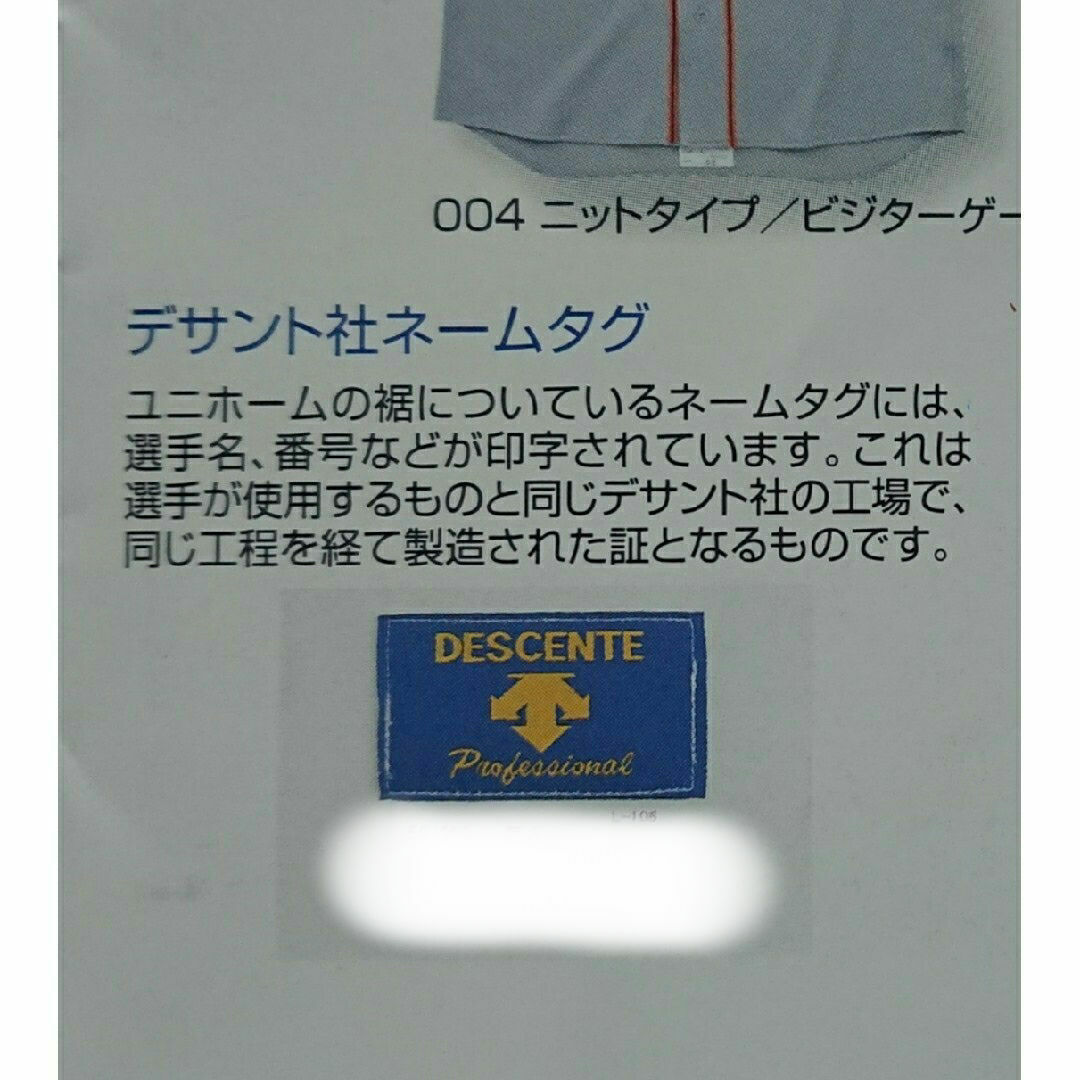 004 ニットタイプ／ビジターゲー
デサント社ネームタグ
ユニホームの裾についているネームタグには、
選手名、番号などが印字されています。これは
選手が使用するものと同じデサント社の工場で、
同じ工程を経て製造された証となるものです。
DESCENTE
Professional
L-106